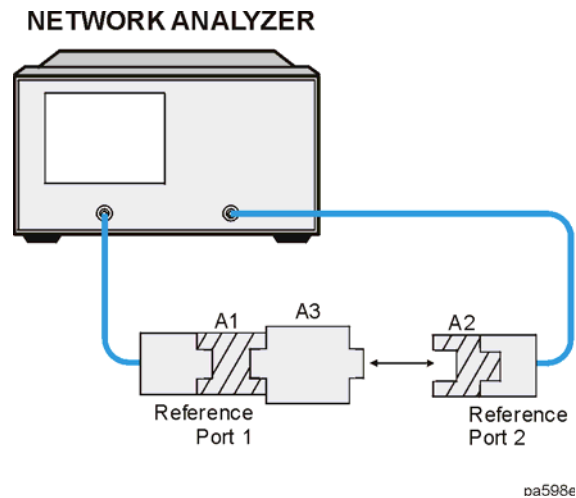 NETWORK ANALYZER
A1
A3
A2
Reference
Port 1
Reference
Port 2
pa598e